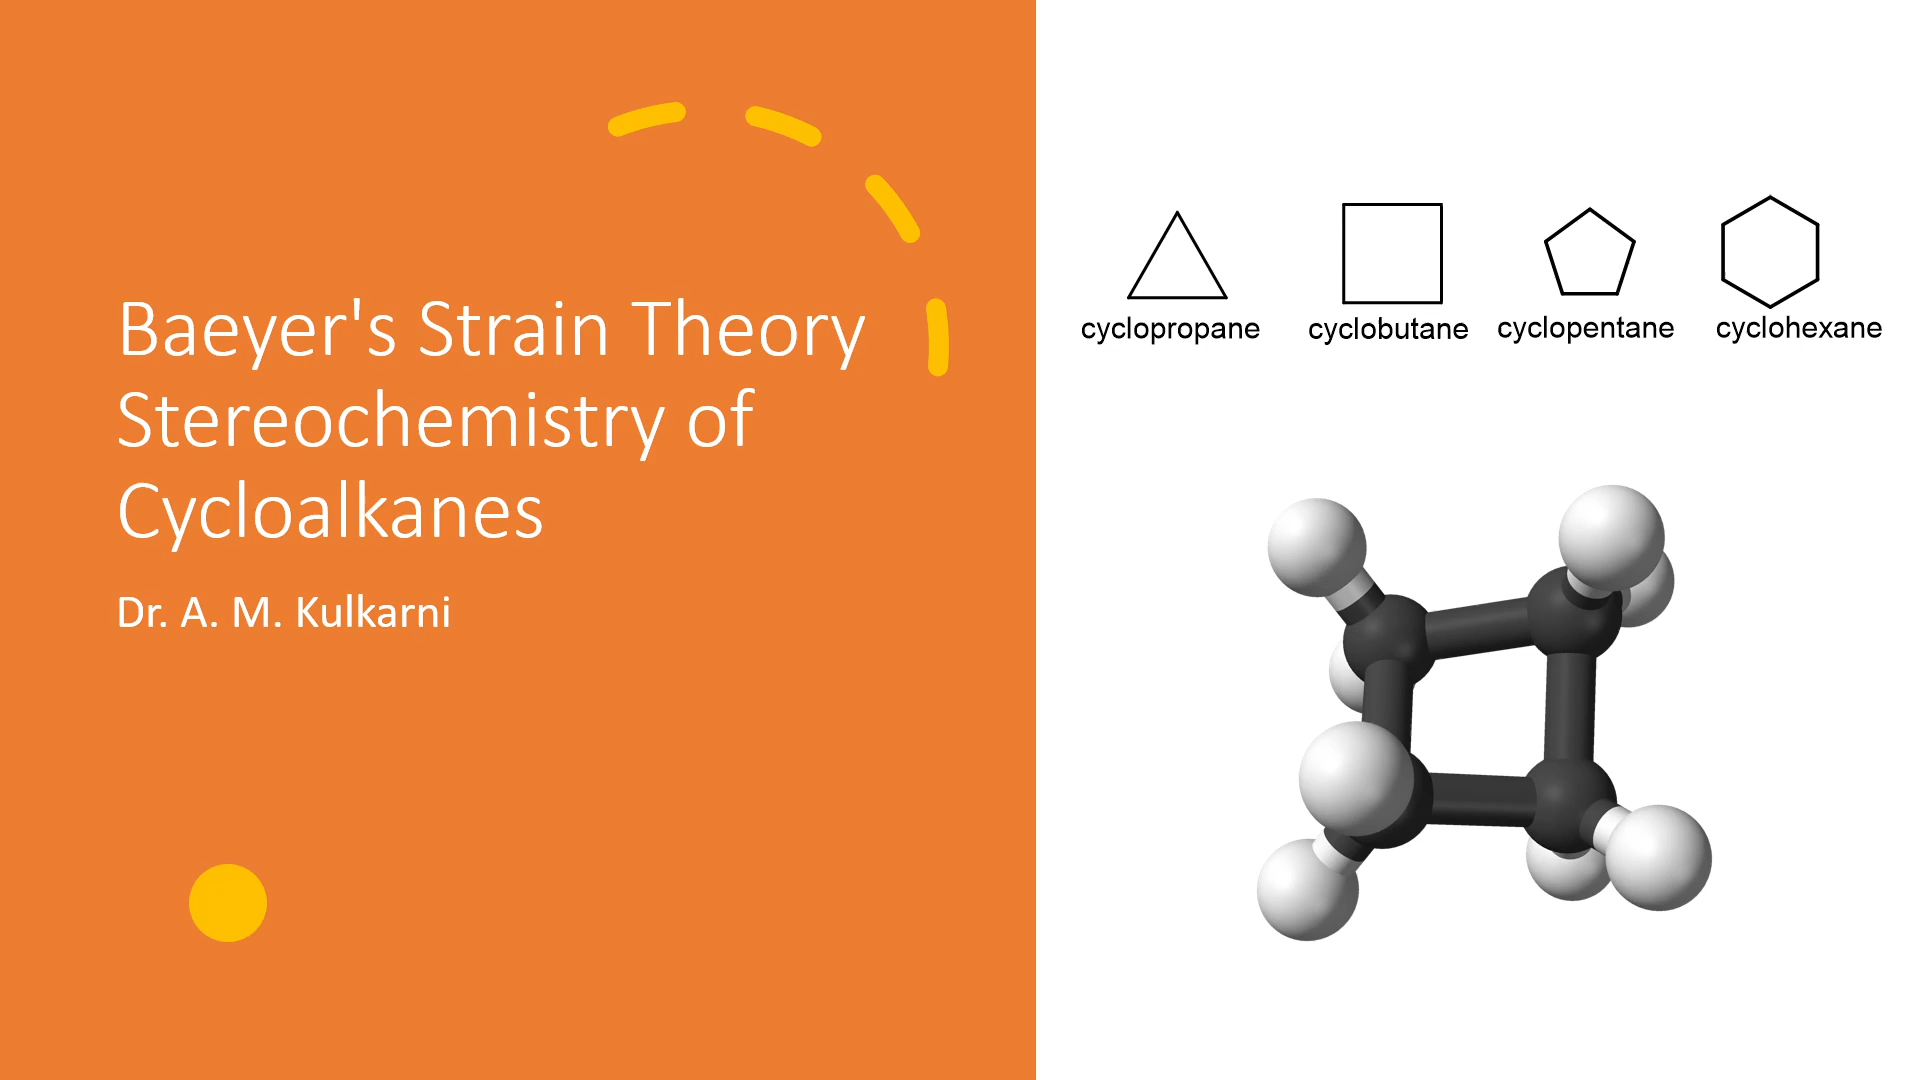 Baeyer's Strain Theory
Stereochemistry of
Cycloalkanes
Dr. A. M. Kulkarni
cyclopropane cyclobutane cyclopentane cyclohexane